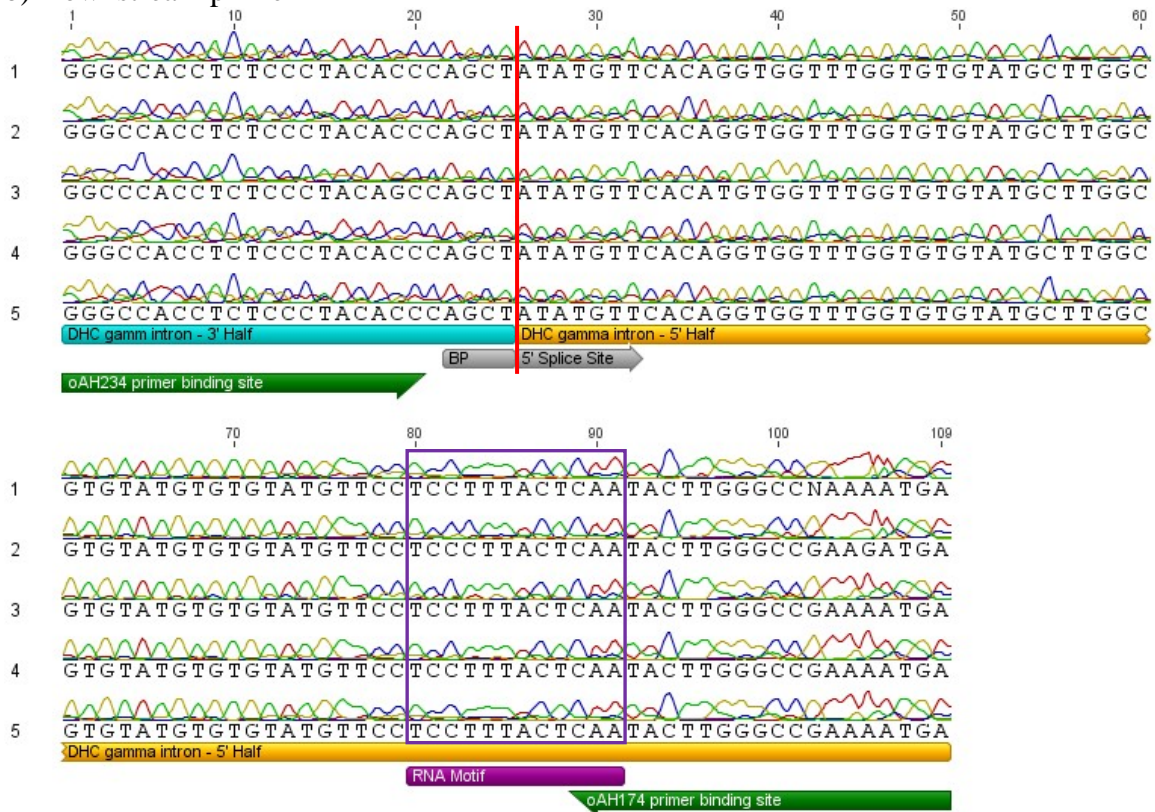 1 10 20 30 40 50 60
1 GGGCCACCTCTCCCTACACCCAGCTATATGTTCACAGGTGGTTTGGTGTGTATGCTTGGC
2 GGGCCACCTCTCCCTACACCCAGCTATATGTTCACAGGTGGTTTGGTGTGTATGCTTGGC
3 GGCCCACCTCTCCCTACAGCCAGCTATATGTTCACATGTGGTTTGGTGTGTATGCTTGGC
4 GGGCCACCTCTCCCTACACCCAGCTATATGTTCACAGGTGGTTTGGTGTGTATGCTTGGC
5 GGGCCACCTCTCCCTACACCCAGCTATATGTTCACAGGTGGTTTGGTGTGTATGCTTGGC
DHC gamm intron - 3' Half DHC gamma intron - 5' Half
BP 5' Splice Site
oAH234 primer binding site
70 80 90 100 109
1 GTGTATGTGTGTATGTTCCTCCTTTACTCAATACTTGGGCCNAAAATGA
2 GTGTATGTGTGTATGTTCCTCCCTTACTCAATACTTGGGCCGAAGATGA
3 GTGTATGTGTGTATGTTCCTCCTTTACTCAATACTTGGGCCGAAAATGA
4 GTGTATGTGTGTATGTTCCTCCTTTACTCAATACTTGGGCCGAAAATGA
5 GTGTATGTGTGTATGTTCCTCCTTTACTCAATACTTGGGCCGAAAATGA
DHC gamma intron - 5' Half
RNA Motif
oAH174 primer binding site